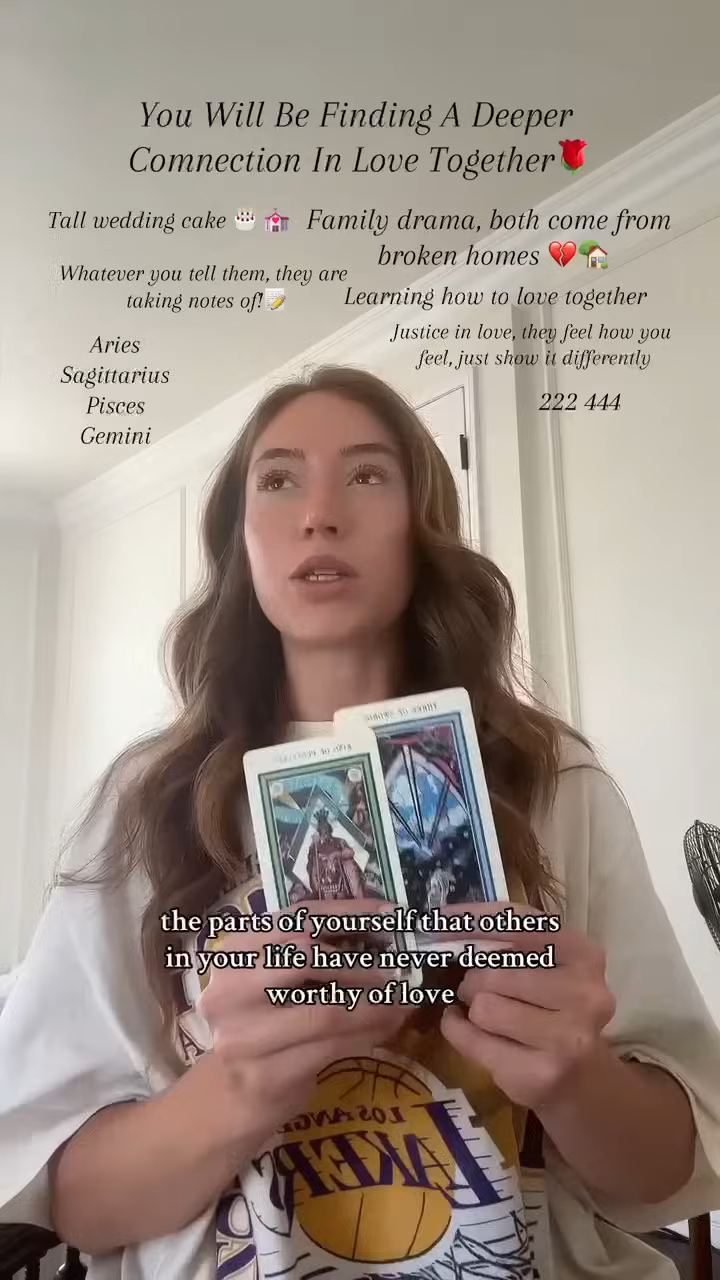 You Will Be Finding A Deeper
Comnection In Love Together🌹
Tall wedding cake 🎂 💒
Family drama, both come from
broken homes 💔🏡
Whatever you tell them, they are
taking notes of!📝
Learning how to love together
Justice in love, they feel how you
feel, just show it differently
Aries
Sagittarius
Pisces
Gemini
222 444
the parts of yourself that others
in your life have never deemed
worthy of love
LOS ANGE
LAKERS